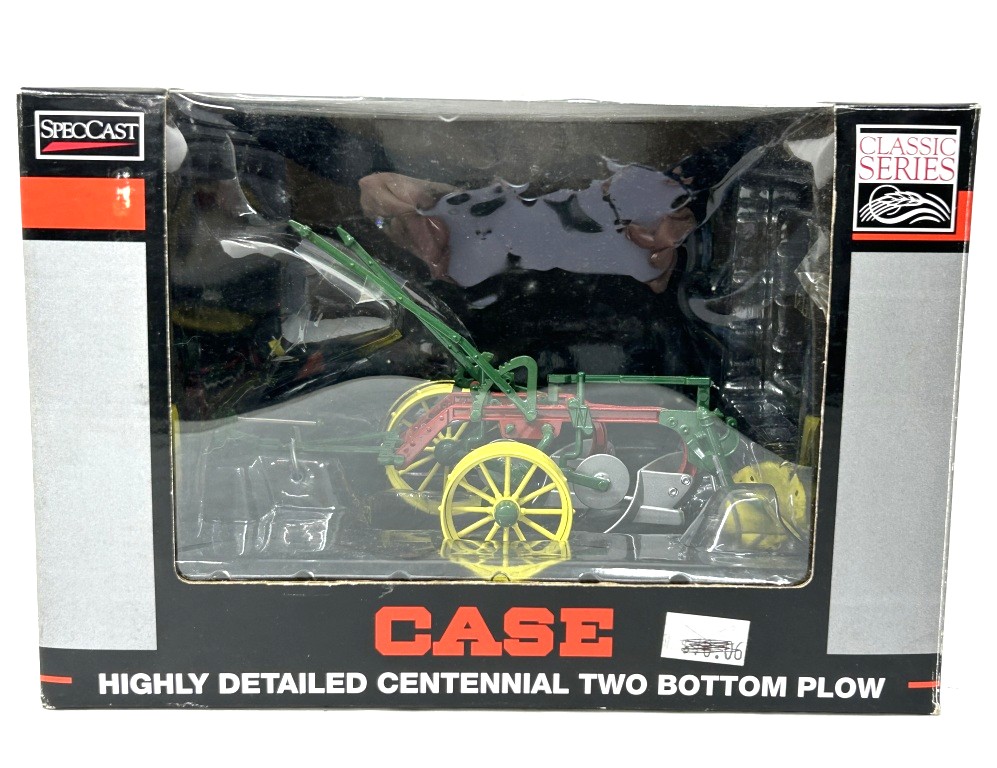 SPECCAST
CLASSIC
SERIES
CASE
HIGHLY DETAILED CENTENNIAL TWO BOTTOM PLOW